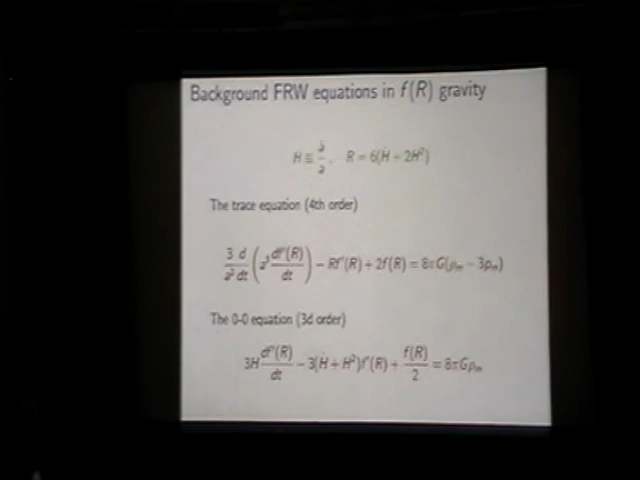 Background FRW equations in f(R) gravity
H ≡ ȧ/a , R = 6(Ḣ + 2H²)
The trace equation (4th order)
3/a³ d/dt (a³ df′(R)/dt) − Rf′(R) + 2f(R) = 8πG(ρₘ − 3pₘ)
The 0-0 equation (3d order)
3H df′(R)/dt − 3(Ḣ + H²)f′(R) + f(R)/2 = 8πGρₘ